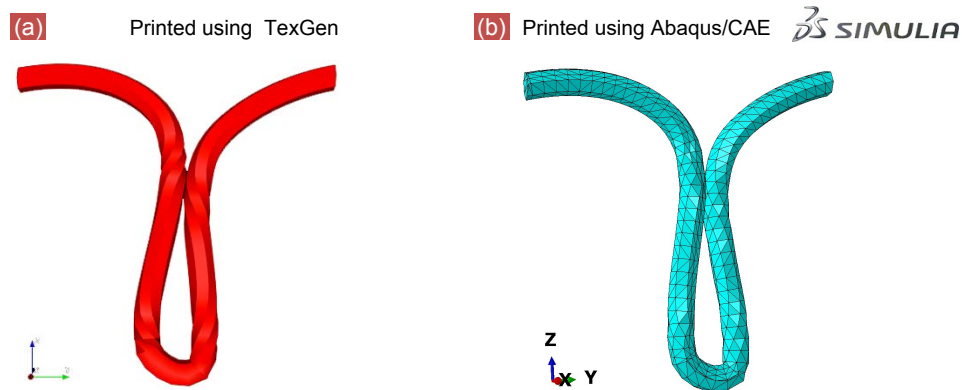 (a) Printed using TexGen
(b) Printed using Abaqus/CAE SIMULIA
Z
X Y